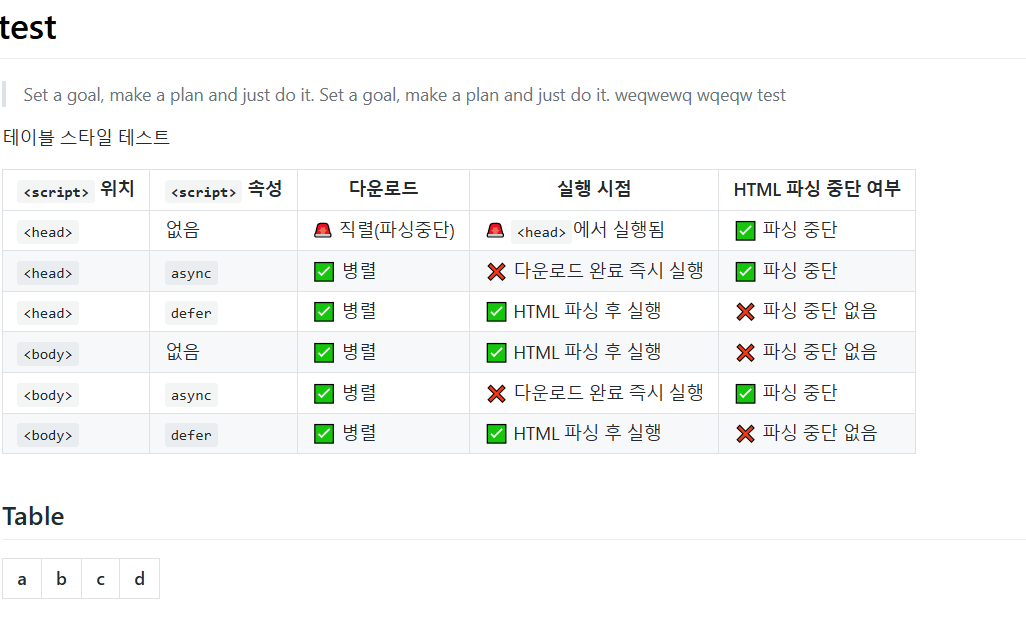 test
Set a goal, make a plan and just do it. Set a goal, make a plan and just do it. weqwewq wqeqw test
테이블 스타일 테스트
<script> 위치 <script> 속성 다운로드 실행 시점 HTML 파싱 중단 여부
<head> 없음 🚨 직렬(파싱중단) 🚨 <head> 에서 실행됨 ✅ 파싱 중단
<head> async ✅ 병렬 ❌ 다운로드 완료 즉시 실행 ✅ 파싱 중단
<head> defer ✅ 병렬 ✅ HTML 파싱 후 실행 ❌ 파싱 중단 없음
<body> 없음 ✅ 병렬 ✅ HTML 파싱 후 실행 ❌ 파싱 중단 없음
<body> async ✅ 병렬 ❌ 다운로드 완료 즉시 실행 ✅ 파싱 중단
<body> defer ✅ 병렬 ✅ HTML 파싱 후 실행 ❌ 파싱 중단 없음
Table
a b c d